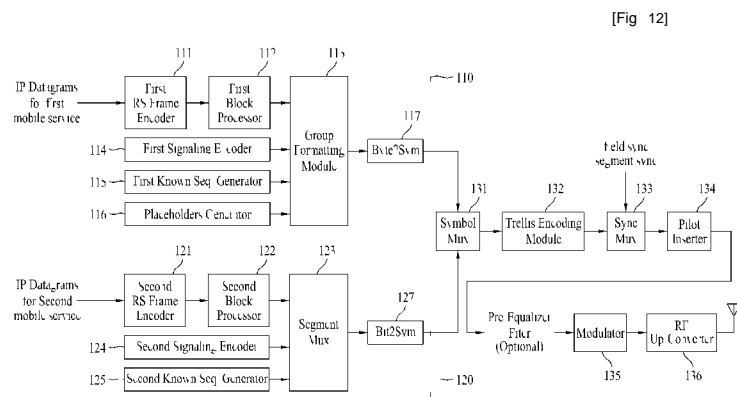 [Fig 12]
111
112
113
110
IP Datagrams
for first
mobile service
First
RS Frame
Encoder
First
Block
Processor
Group
Formatting
Module
117
Byte2Sym
114
First Signaling Encoder
115
First Known Seq. Generator
116
Placeholders Generator
field sync
segment sync
131
132
133
134
Symbol
Mux
Trellis Encoding
Module
Sync
Mux
Pilot
Inserter
121
122
123
IP Datagrams
for Second
mobile service
Second
RS Frame
Encoder
Second
Block
Processor
Segment
Mux
127
Bit2Sym
124
Second Signaling Encoder
125
Second Known Seq. Generator
120
Pre Equalizer
Filter
(Optional)
Modulator
RF
Up Converter
135
136